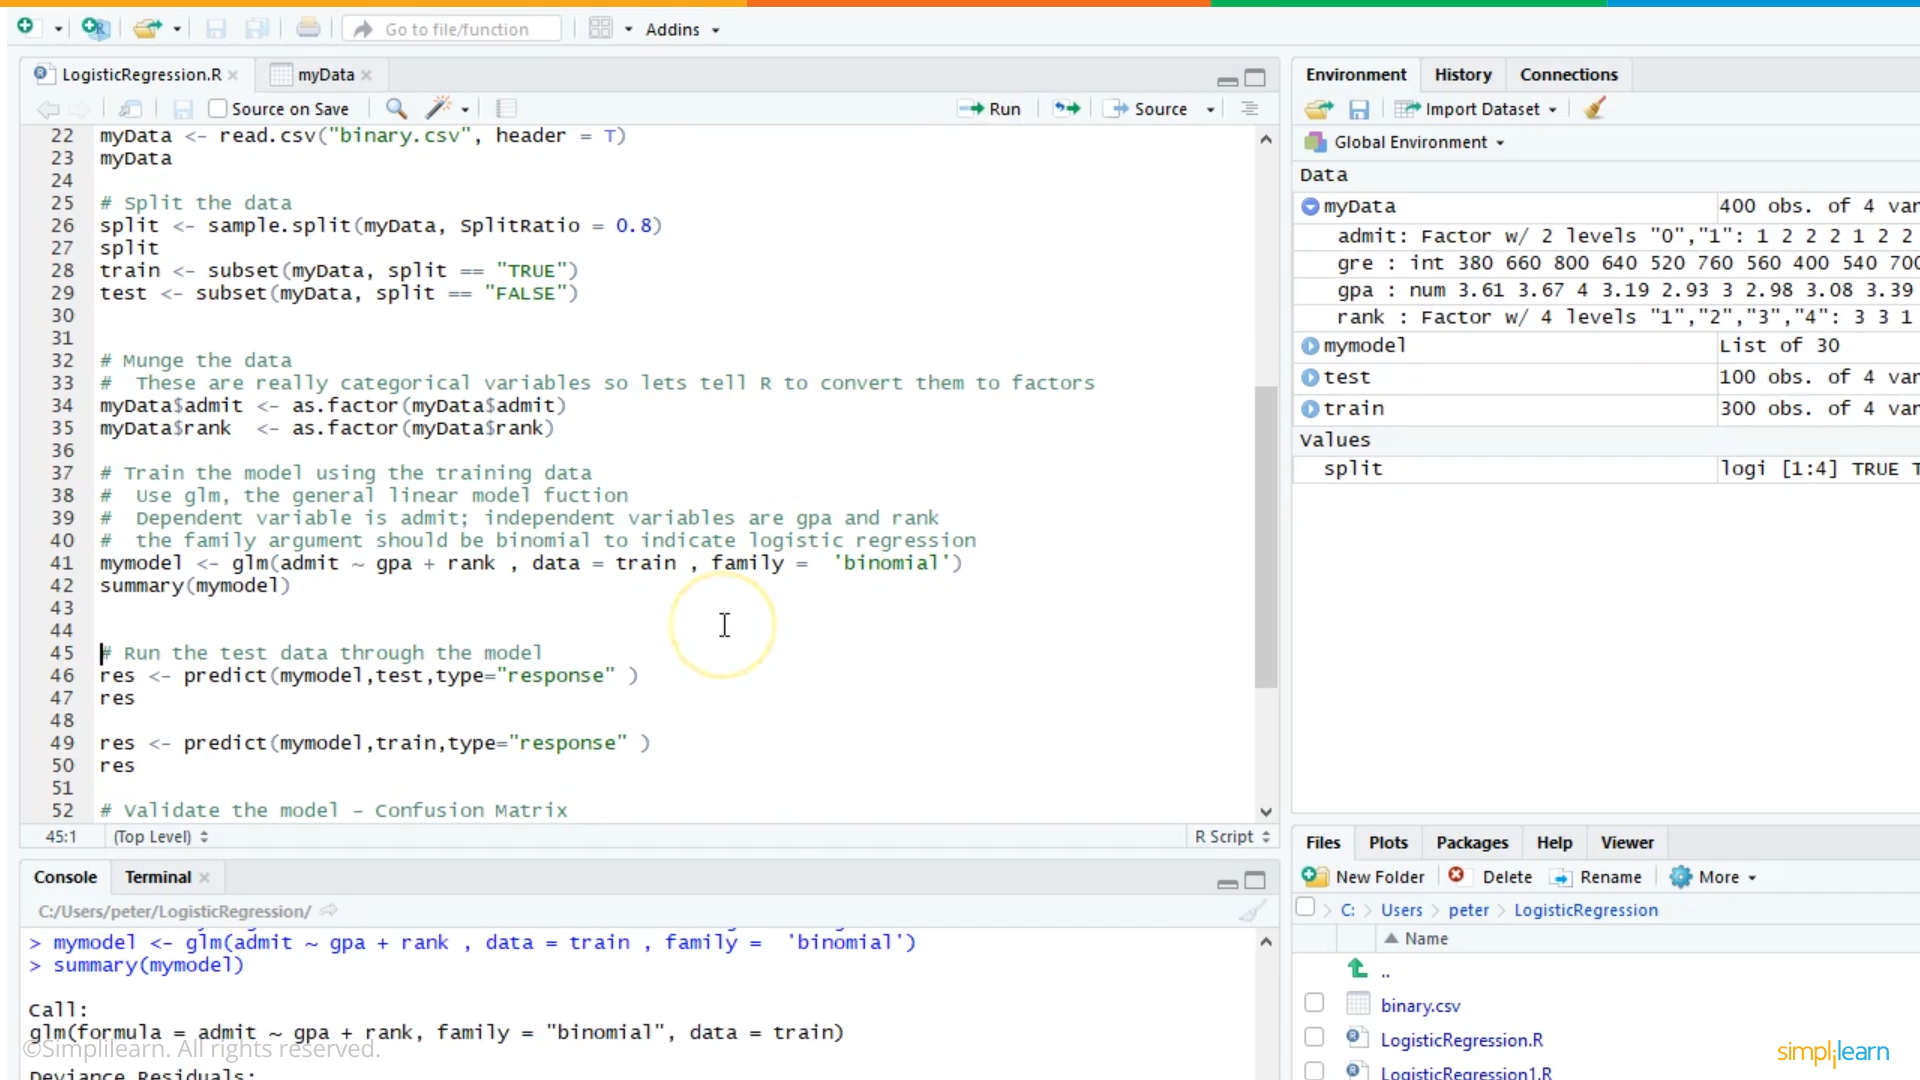 Go to file/function
Addins
LogisticRegression.R
myData
Source on Save
Run
Source
22 myData <- read.csv("binary.csv", header = T)
23 myData
24
25 # Split the data
26 split <- sample.split(myData, SplitRatio = 0.8)
27 split
28 train <- subset(myData, split == "TRUE")
29 test <- subset(myData, split == "FALSE")
30
31
32 # Munge the data
33 #  These are really categorical variables so lets tell R to convert them to factors
34 myData$admit <- as.factor(myData$admit)
35 myData$rank  <- as.factor(myData$rank)
36
37 # Train the model using the training data
38 #  Use glm, the general linear model fuction
39 #  Dependent variable is admit; independent variables are gpa and rank
40 #  the family argument should be binomial to indicate logistic regression
41 mymodel <- glm(admit ~ gpa + rank , data = train , family =  'binomial')
42 summary(mymodel)
43
44
45 # Run the test data through the model
46 res <- predict(mymodel,test,type="response" )
47 res
48
49 res <- predict(mymodel,train,type="response" )
50 res
51
52 # Validate the model - Confusion Matrix
45:1 (Top Level) R Script
Console Terminal
C:/Users/peter/LogisticRegression/
> mymodel <- glm(admit ~ gpa + rank , data = train , family =  'binomial')
> summary(mymodel)
Call:
glm(formula = admit ~ gpa + rank, family = "binomial", data = train)
©Simplilearn. All rights reserved.
Deviance Residuals:
Environment History Connections
Import Dataset
Global Environment
Data
myData 400 obs. of 4 var
admit: Factor w/ 2 levels "0","1": 1 2 2 2 1 2 2
gre : int 380 660 800 640 520 760 560 400 540 700
gpa : num 3.61 3.67 4 3.19 2.93 3 2.98 3.08 3.39
rank : Factor w/ 4 levels "1","2","3","4": 3 3 1
mymodel List of 30
test 100 obs. of 4 var
train 300 obs. of 4 var
Values
split logi [1:4] TRUE T
Files Plots Packages Help Viewer
New Folder Delete Rename More
C: Users peter LogisticRegression
Name
..
binary.csv
LogisticRegression.R
LogisticRegression1.R
simplilearn